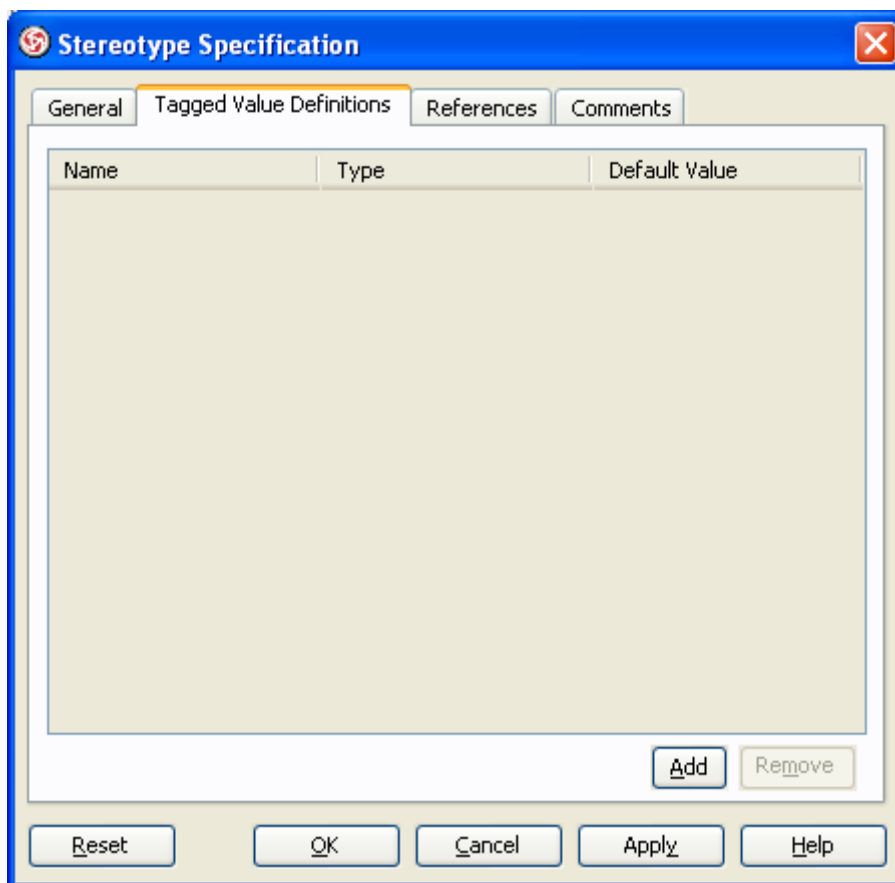 Stereotype Specification
General Tagged Value Definitions References Comments
Name Type Default Value
Add Remove
Reset OK Cancel Apply Help